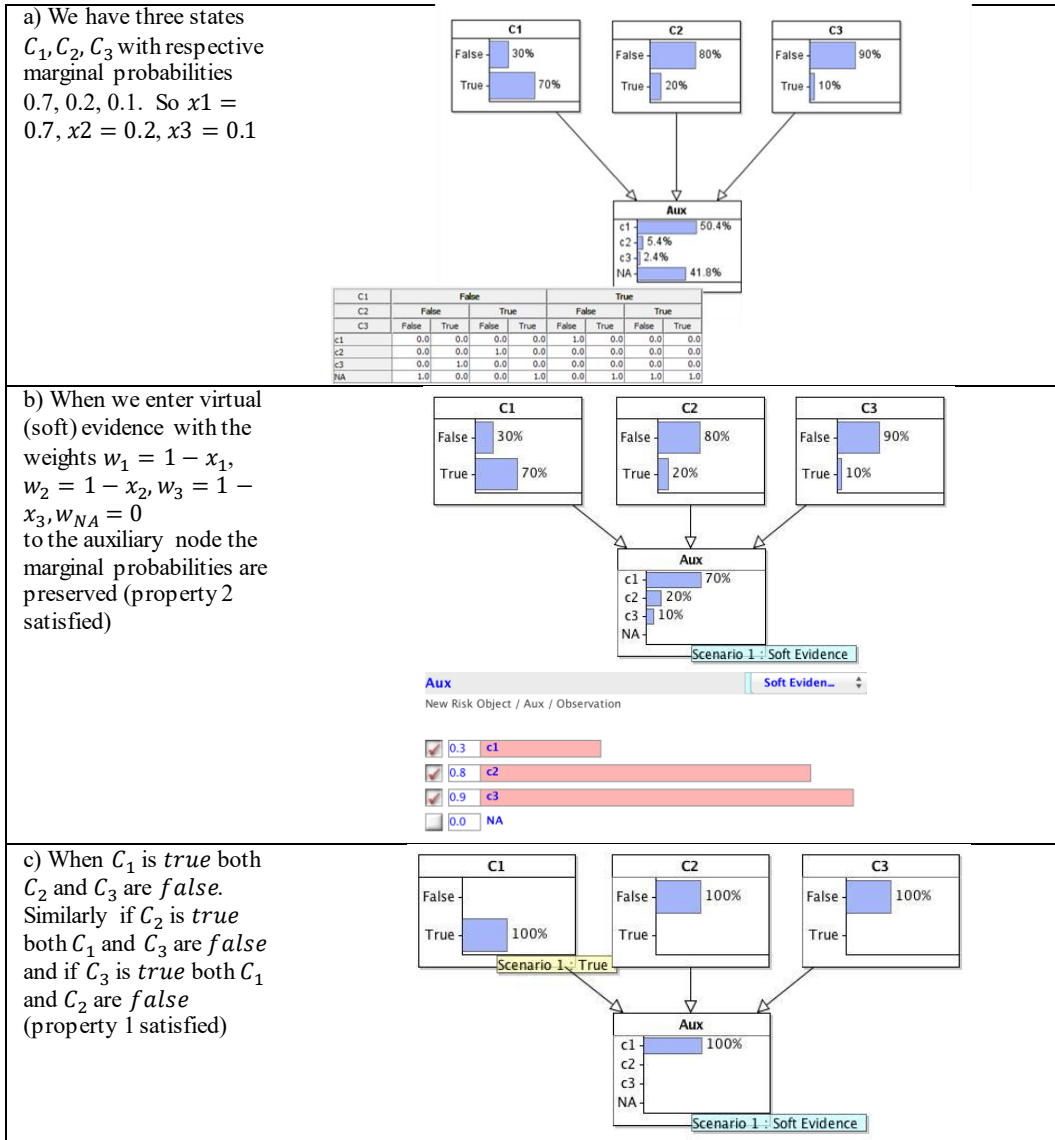 a) We have three states
C₁, C₂, C₃ with respective
marginal probabilities
0.7, 0.2, 0.1. So x1 =
0.7, x2 = 0.2, x3 = 0.1
C1 C2 C3
False 30% False 80% False 90%
True 70% True 20% True 10%
Aux
c1 50.4%
c2 5.4%
c3 2.4%
NA 41.8%
C1 False True
C2 False True False True
C3 False True False True False True False True
c1 0.0 0.0 0.0 0.0 1.0 0.0 0.0 0.0
c2 0.0 0.0 1.0 0.0 0.0 0.0 0.0 0.0
c3 0.0 1.0 0.0 0.0 0.0 0.0 0.0 0.0
NA 1.0 0.0 0.0 1.0 0.0 1.0 1.0 1.0
b) When we enter virtual
(soft) evidence with the
weights w₁ = 1 − x₁,
w₂ = 1 − x₂, w₃ = 1 −
x₃, w_NA = 0
to the auxiliary node the
marginal probabilities are
preserved (property 2
satisfied)
C1 C2 C3
False 30% False 80% False 90%
True 70% True 20% True 10%
Aux
c1 70%
c2 20%
c3 10%
NA
Scenario 1 : Soft Evidence
Aux Soft Eviden...
New Risk Object / Aux / Observation
0.3 c1
0.8 c2
0.9 c3
0.0 NA
c) When C₁ is true both
C₂ and C₃ are false.
Similarly if C₂ is true
both C₁ and C₃ are false
and if C₃ is true both C₁
and C₂ are false
(property 1 satisfied)
C1 C2 C3
False False 100% False 100%
True 100% True True
Scenario 1 : True
Aux
c1 100%
c2
c3
NA
Scenario 1 : Soft Evidence